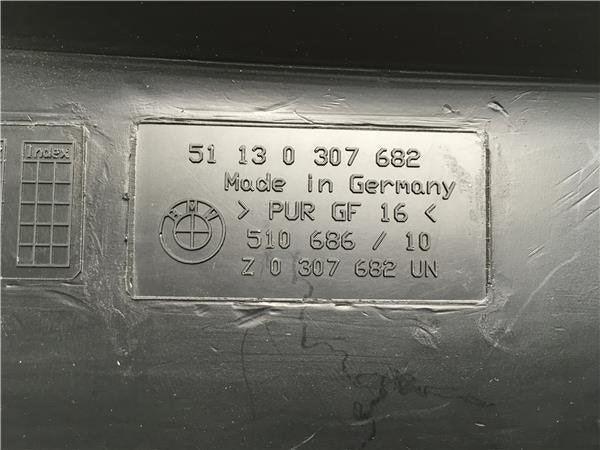 Index
51 13 0 307 682
Made in Germany
> PUR GF 16 <
BMW
510 686 / 10
Z 0 307 682 UN